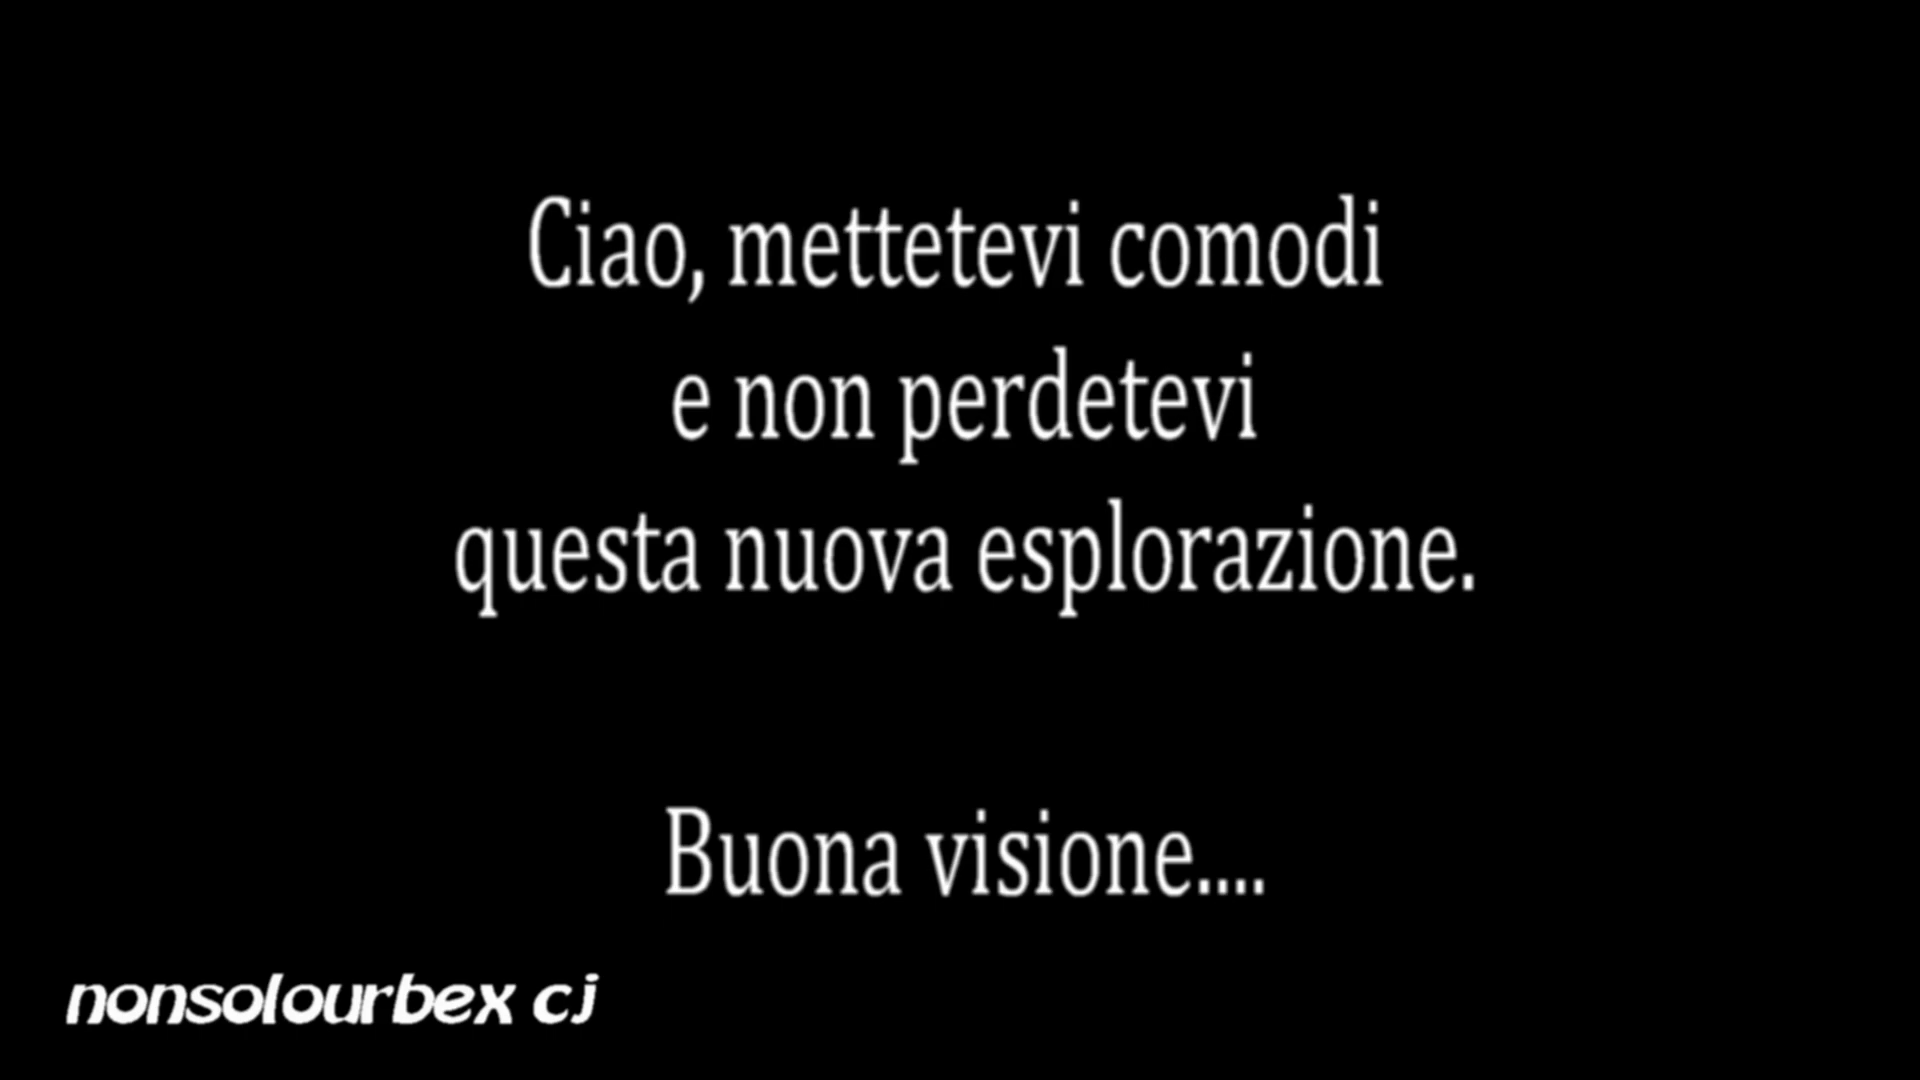 Ciao, mettetevi comodi
e non perdetevi
questa nuova esplorazione.
Buona visione....
nonsolourbex cj